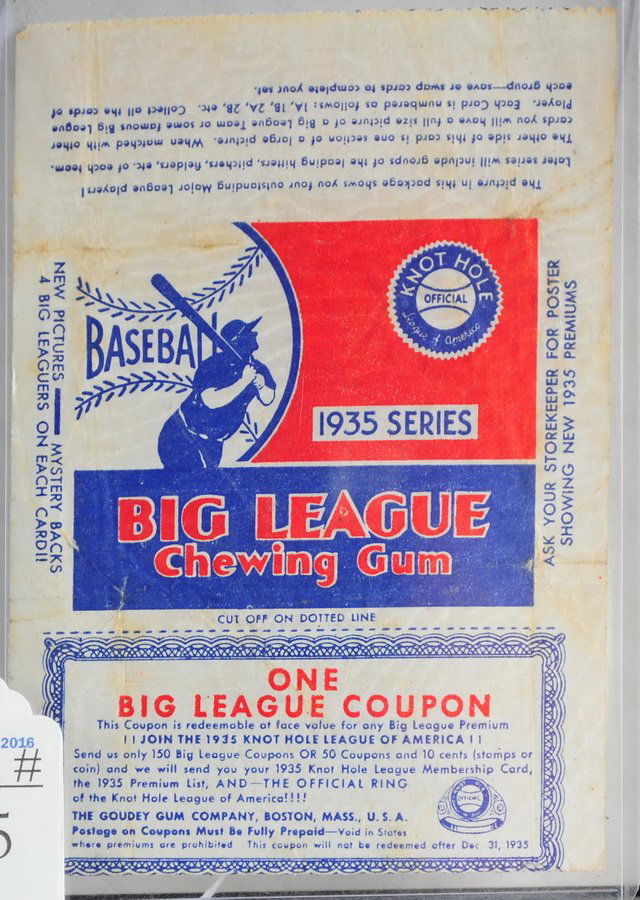 The picture in this package shows you four outstanding Major League players!
Later series will include groups of the leading hitters, pitchers, fielders, etc. of each team.
The other side of this card is one section of a large picture. When matched with other
cards you will have a full size picture of a Big League Team or some famous Big League
Player. Each Card is numbered as follows: 1A, 1B, 2A, 2B, etc. Collect all the cards of
each group—save or swap cards to complete your set.
NEW PICTURES — MYSTERY BACKS
4 BIG LEAGUERS ON EACH CARD!!
BASEBALL
KNOT HOLE
OFFICIAL
League of America
1935 SERIES
ASK YOUR STOREKEEPER FOR POSTER
SHOWING NEW 1935 PREMIUMS
BIG LEAGUE
Chewing Gum
CUT OFF ON DOTTED LINE
ONE
BIG LEAGUE COUPON
This Coupon is redeemable at face value for any Big League Premium
!!JOIN THE 1935 KNOT HOLE LEAGUE OF AMERICA!!
Send us only 150 Big League Coupons OR 50 Coupons and 10 cents (stamps or
coin) and we will send you your 1935 Knot Hole League Membership Card,
the 1935 Premium List, AND—THE OFFICIAL RING
of the Knot Hole League of America!!!!
OFFICIAL
THE GOUDEY GUM COMPANY, BOSTON, MASS., U. S. A.
Postage on Coupons Must Be Fully Prepaid—Void in States
where premiums are prohibited This coupon will not be redeemed after Dec. 31, 1935
2016
#
5